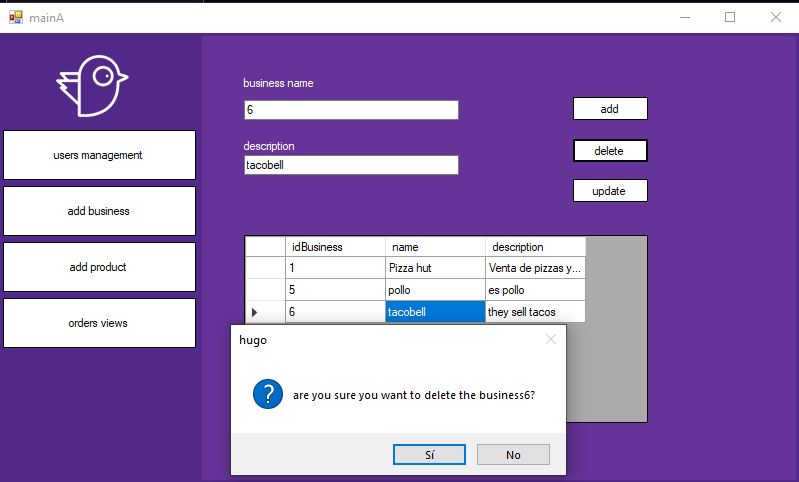 mainA
business name
6
add
description
tacobell
delete
update
users management
add business
add product
orders views
idBusiness name description
1 Pizza hut Venta de pizzas y...
5 pollo es pollo
6 tacobell they sell tacos
hugo
?
are you sure you want to delete the business6?
Sí No